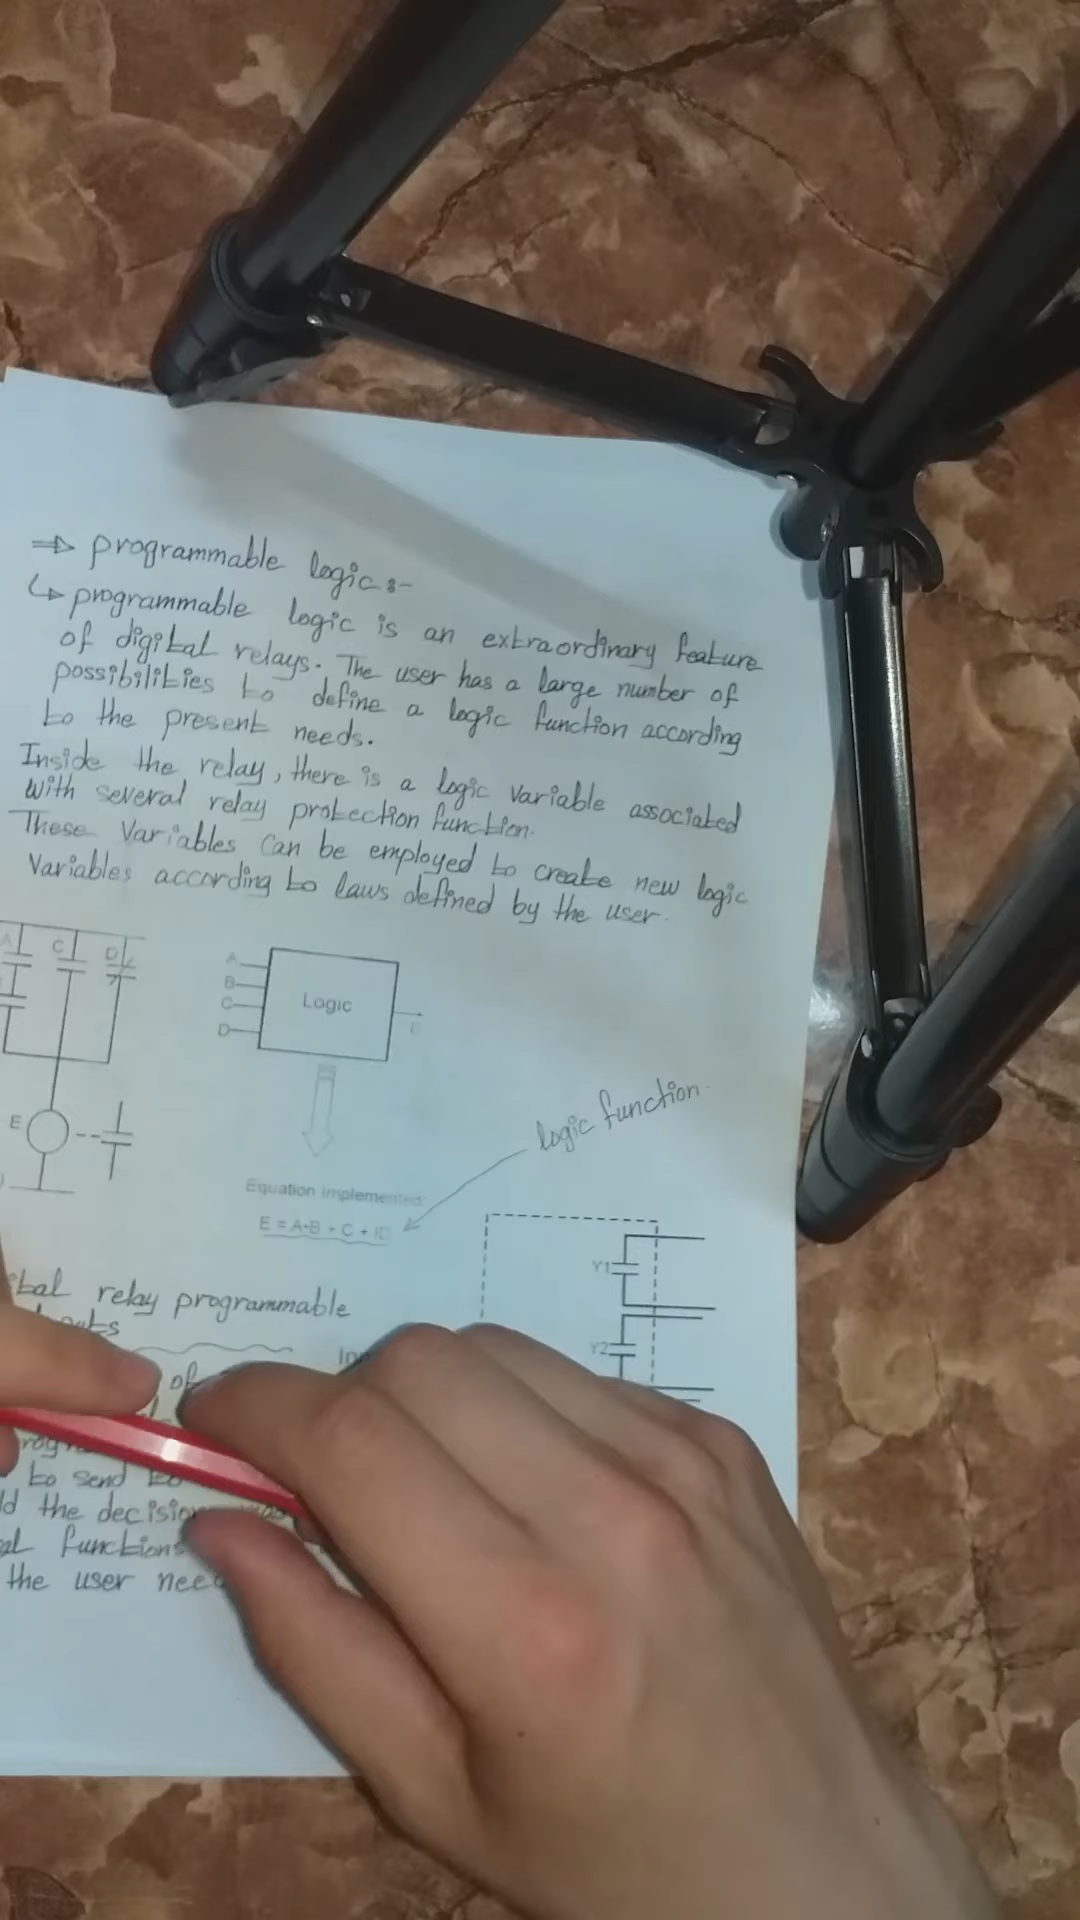 ⇒ programmable logic:-
↳ programmable logic is an extraordinary feature
of digital relays. The user has a large number of
possibilities to define a logic function according
to the present needs.
Inside the relay, there is a logic variable associated
with several relay protection function.
These Variables Can be employed to create new logic
Variables according to laws defined by the user.
A C D
A
B
C
D
Logic
E
E
logic function
Equation Implemented:
E = A•B + C +
Y1
relay programmable
Y2
of
to send
the decision
functions
the user